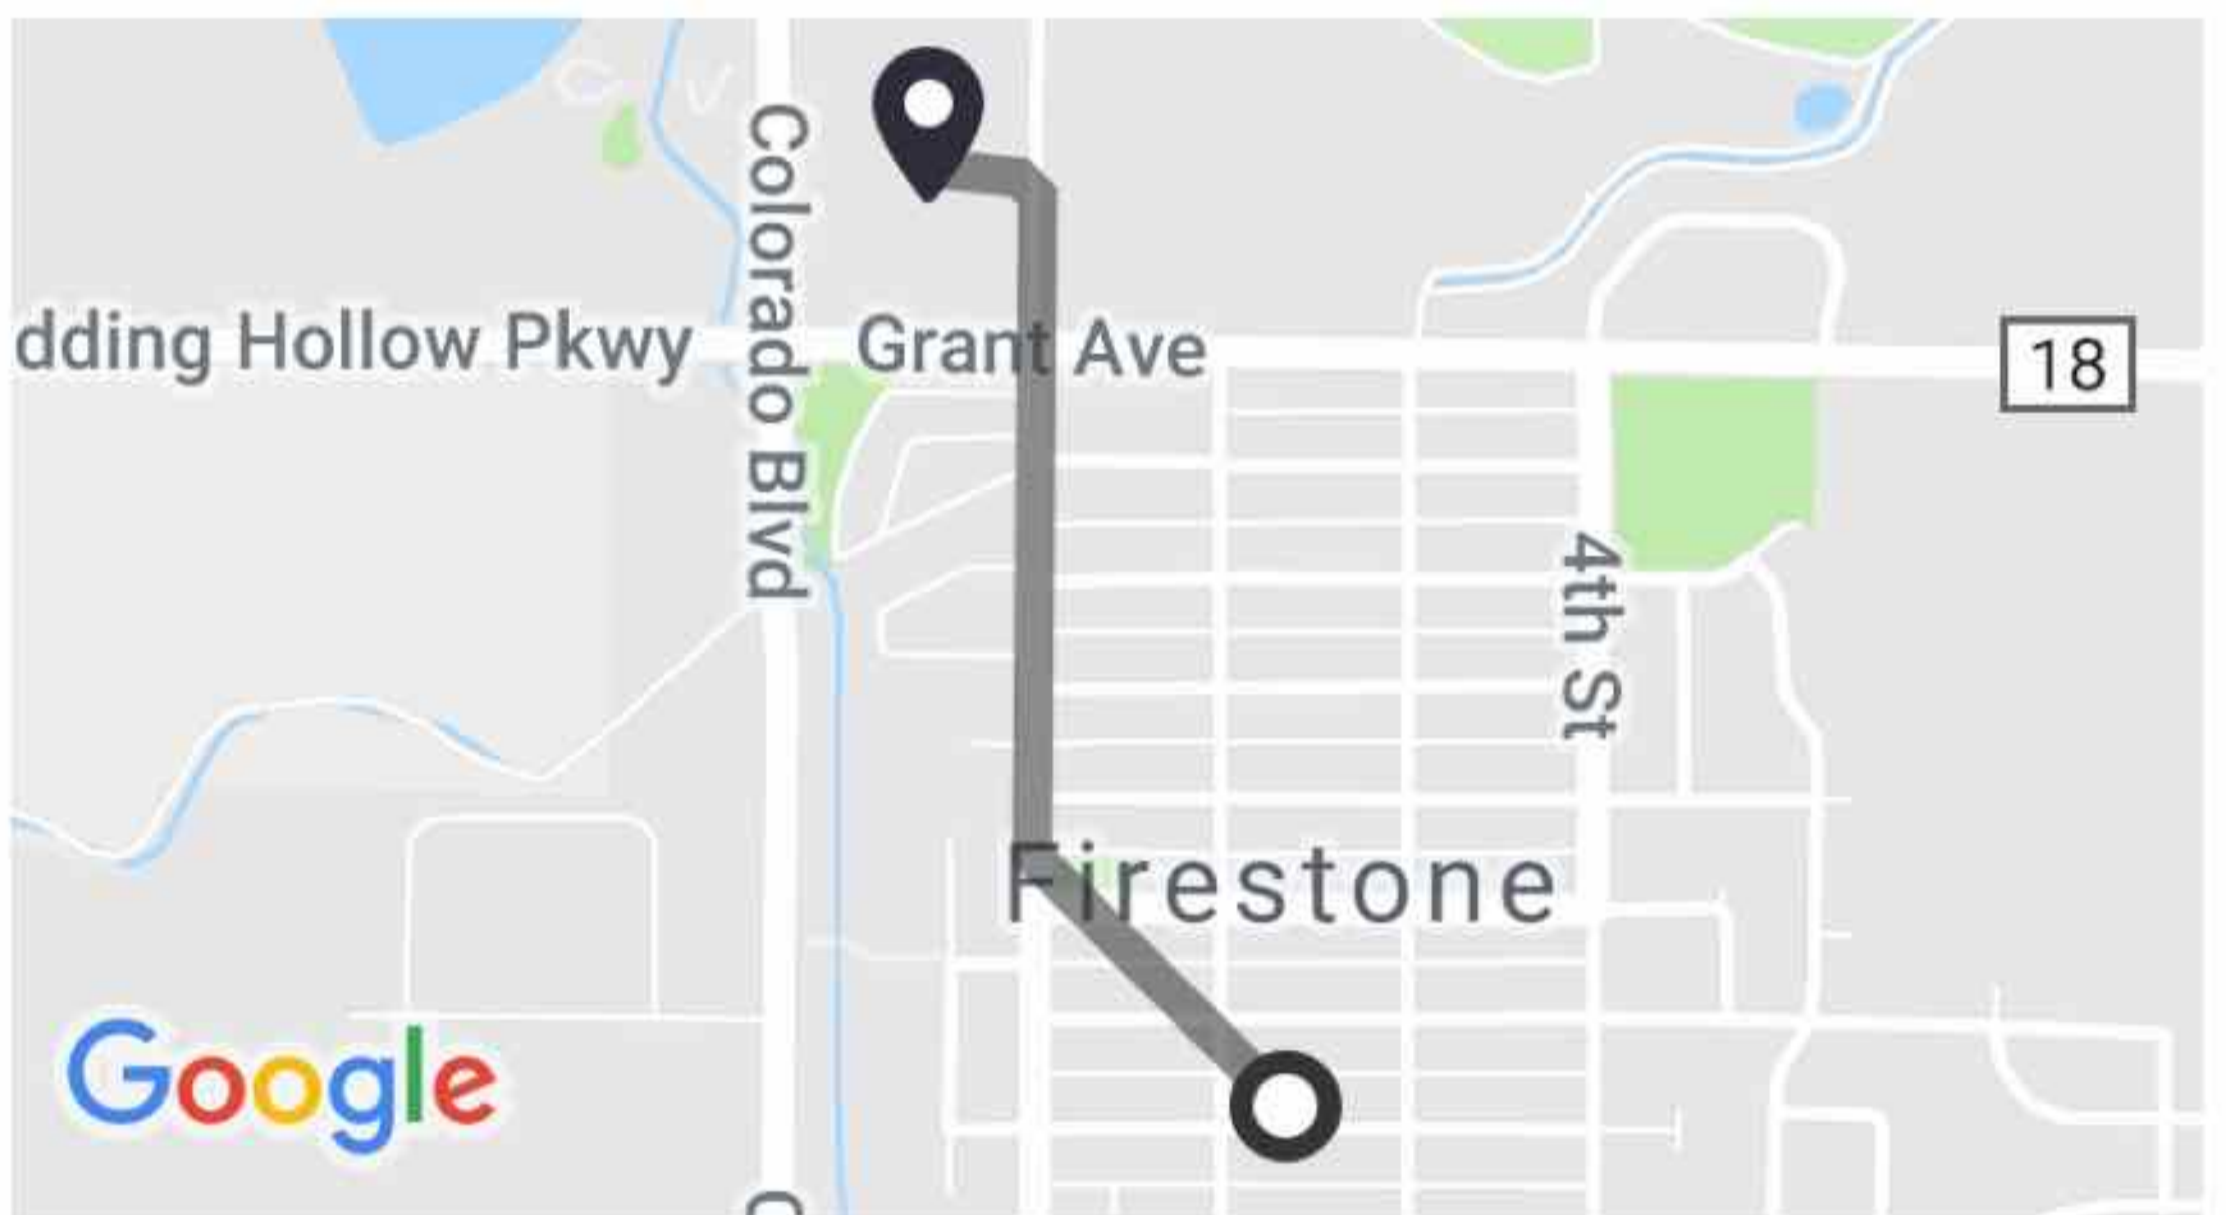 Colorado Blvd
dding Hollow Pkwy
Grant Ave
18
4th St
Firestone
Google